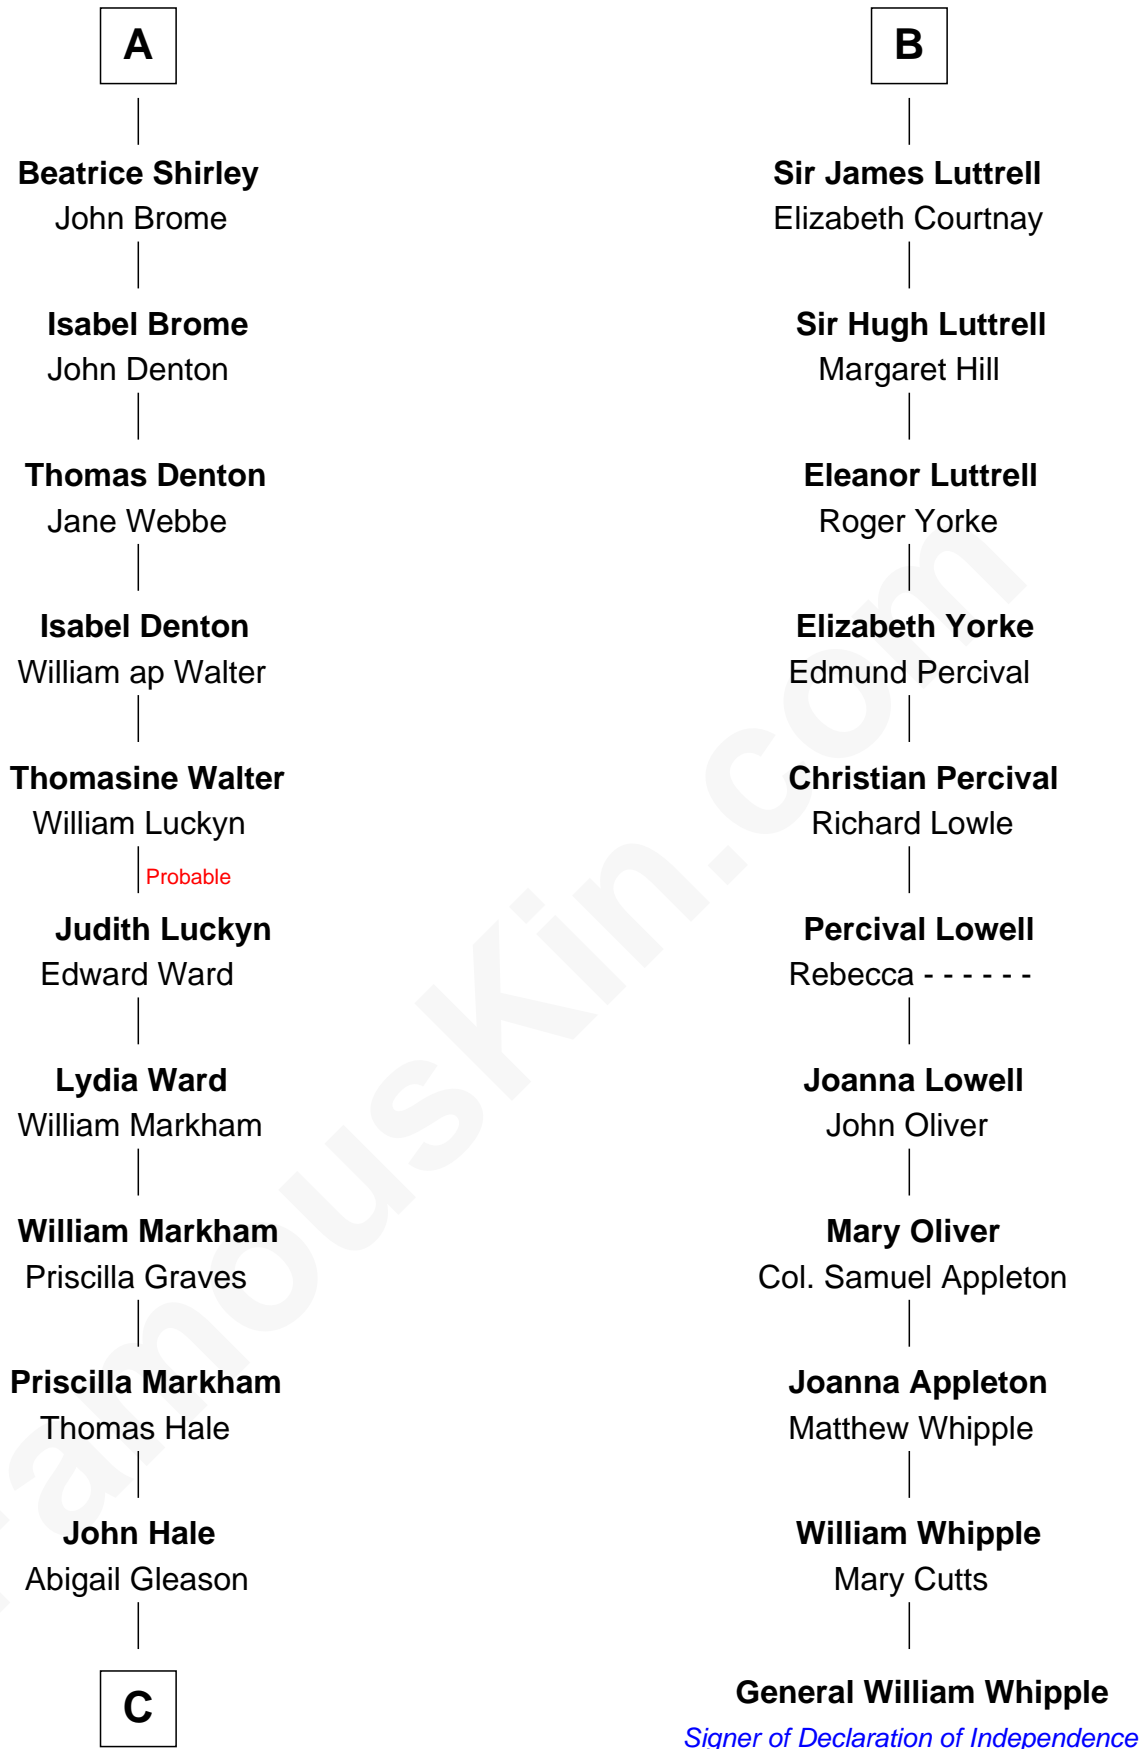 A
Beatrice Shirley
John Brome
Isabel Brome
John Denton
Thomas Denton
Jane Webbe
Isabel Denton
William ap Walter
Thomasine Walter
William Luckyn
Probable
Judith Luckyn
Edward Ward
Lydia Ward
William Markham
William Markham
Priscilla Graves
Priscilla Markham
Thomas Hale
John Hale
Abigail Gleason
C
B
Sir James Luttrell
Elizabeth Courtnay
Sir Hugh Luttrell
Margaret Hill
Eleanor Luttrell
Roger Yorke
Elizabeth Yorke
Edmund Percival
Christian Percival
Richard Lowle
Percival Lowell
Rebecca - - - - - -
Joanna Lowell
John Oliver
Mary Oliver
Col. Samuel Appleton
Joanna Appleton
Matthew Whipple
William Whipple
Mary Cutts
General William Whipple
Signer of Declaration of Independence
FamousKin.com